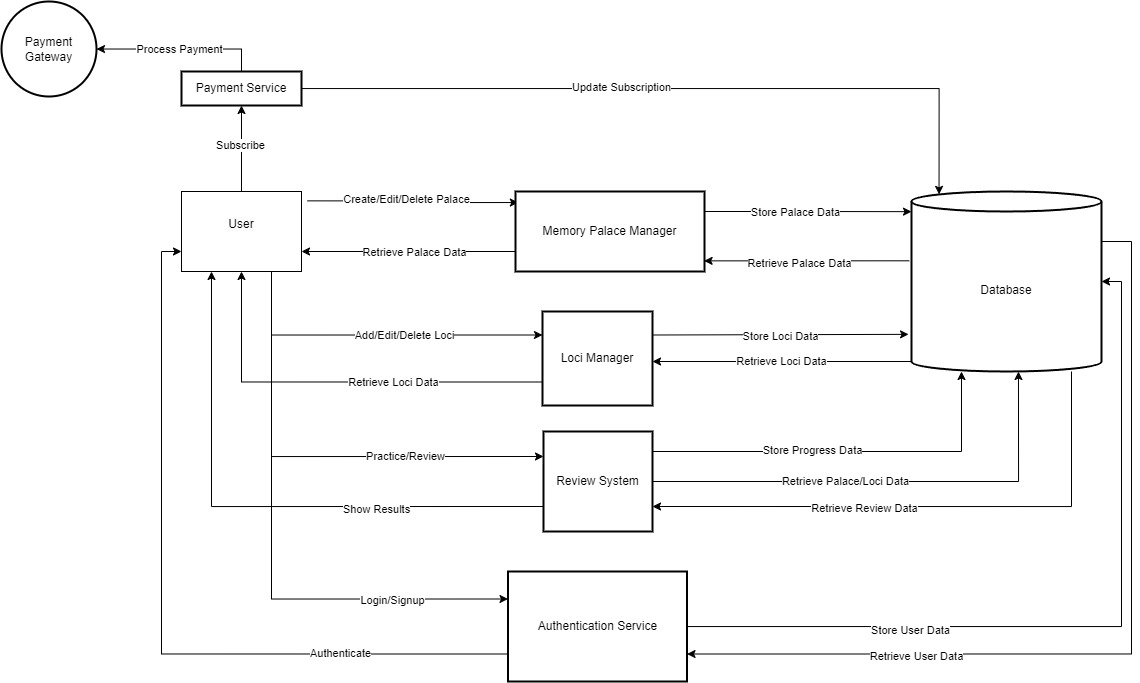 Payment
Gateway
Process Payment
Payment Service
Update Subscription
Subscribe
User
Create/Edit/Delete Palace
Memory Palace Manager
Store Palace Data
Retrieve Palace Data
Retrieve Palace Data
Database
Add/Edit/Delete Loci
Loci Manager
Store Loci Data
Retrieve Loci Data
Retrieve Loci Data
Practice/Review
Review System
Store Progress Data
Retrieve Palace/Loci Data
Show Results
Retrieve Review Data
Login/Signup
Authentication Service
Store User Data
Authenticate
Retrieve User Data